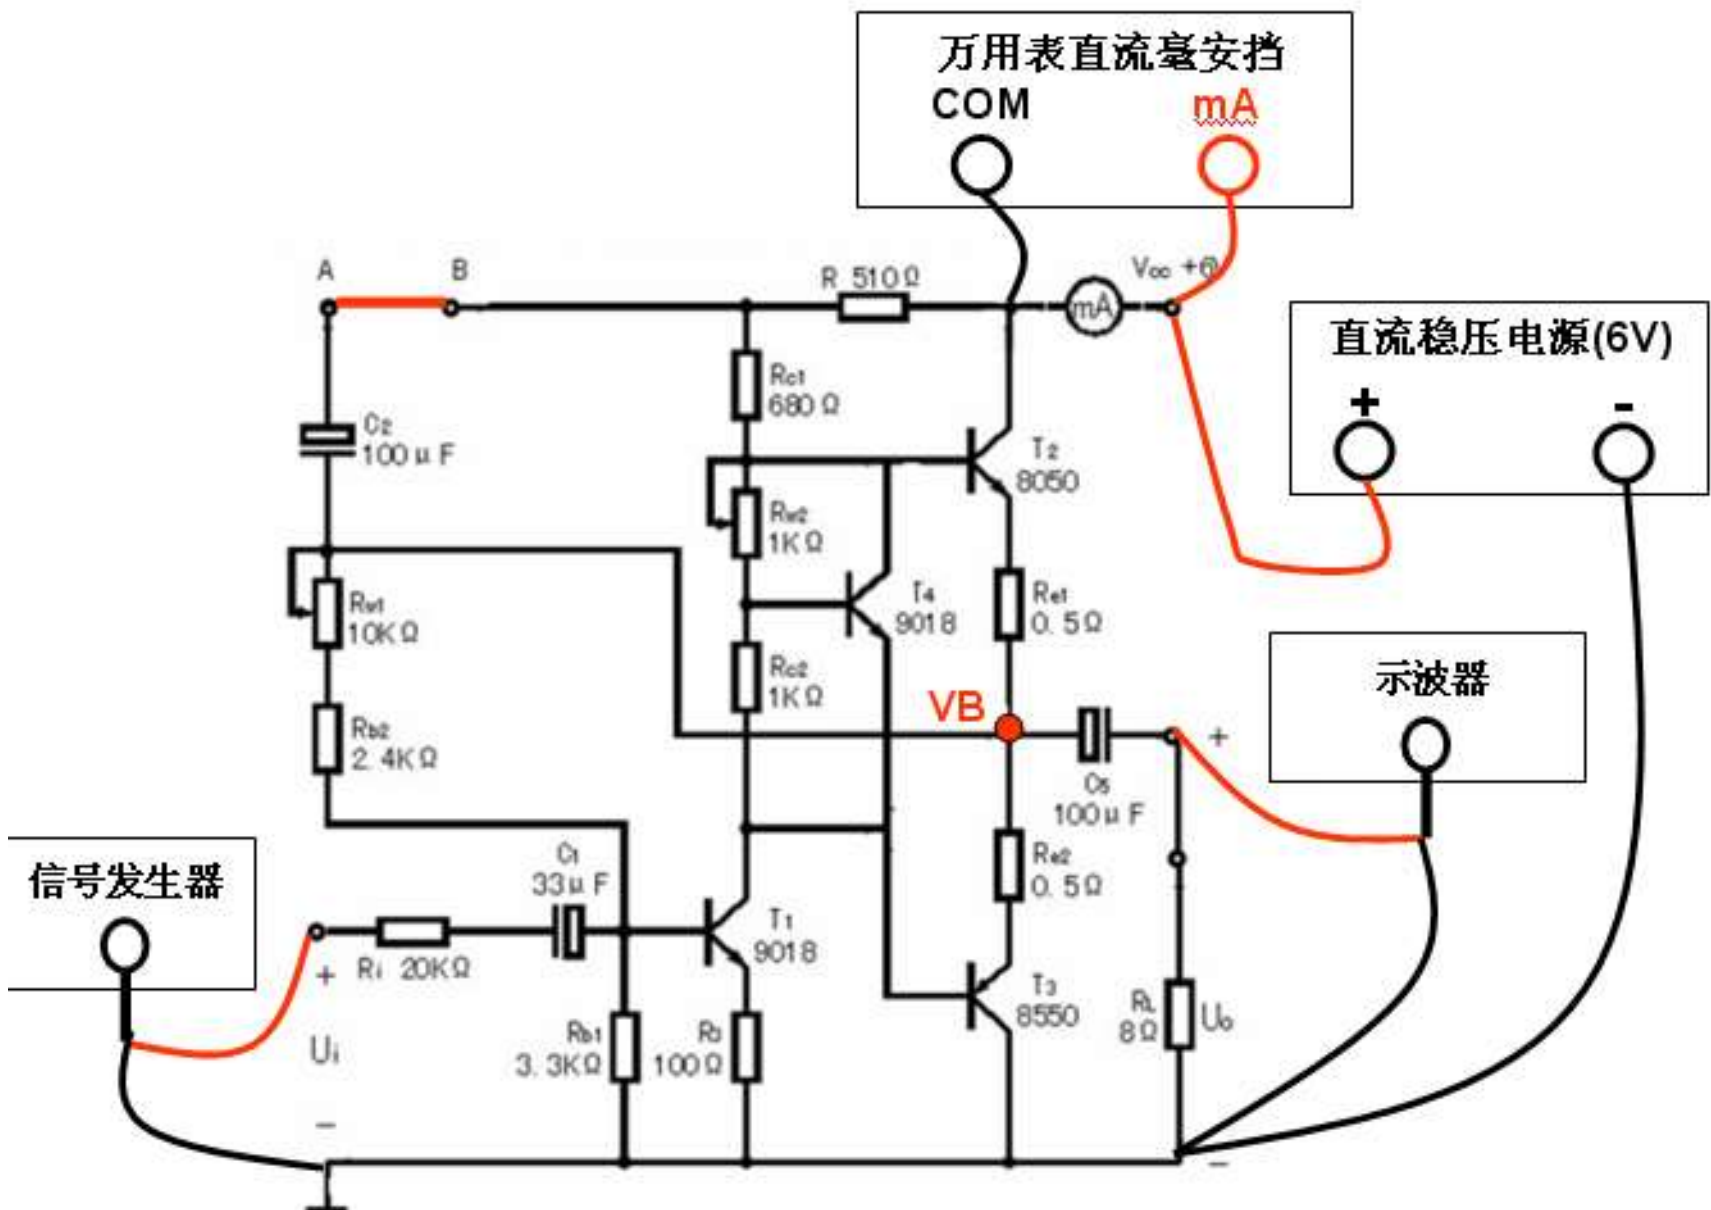 万用表直流毫安挡
COM mA
A B R 510Ω mA Vcc +6
直流稳压电源(6V)
+ -
Rc1
680Ω
C2
100μF
T2
8050
Rw2
1KΩ
Rw1
10KΩ
T4
9018
Re1
0.5Ω
示波器
Rc2
1KΩ
VB
Rb2
2.4KΩ
+
C5
100μF
信号发生器
C1
33μF
Re2
0.5Ω
T1
9018
+
Ri 20KΩ
T3
8550
RL
8Ω
Uo
Ui
Rb1
3.3KΩ
R3
100Ω
-
-